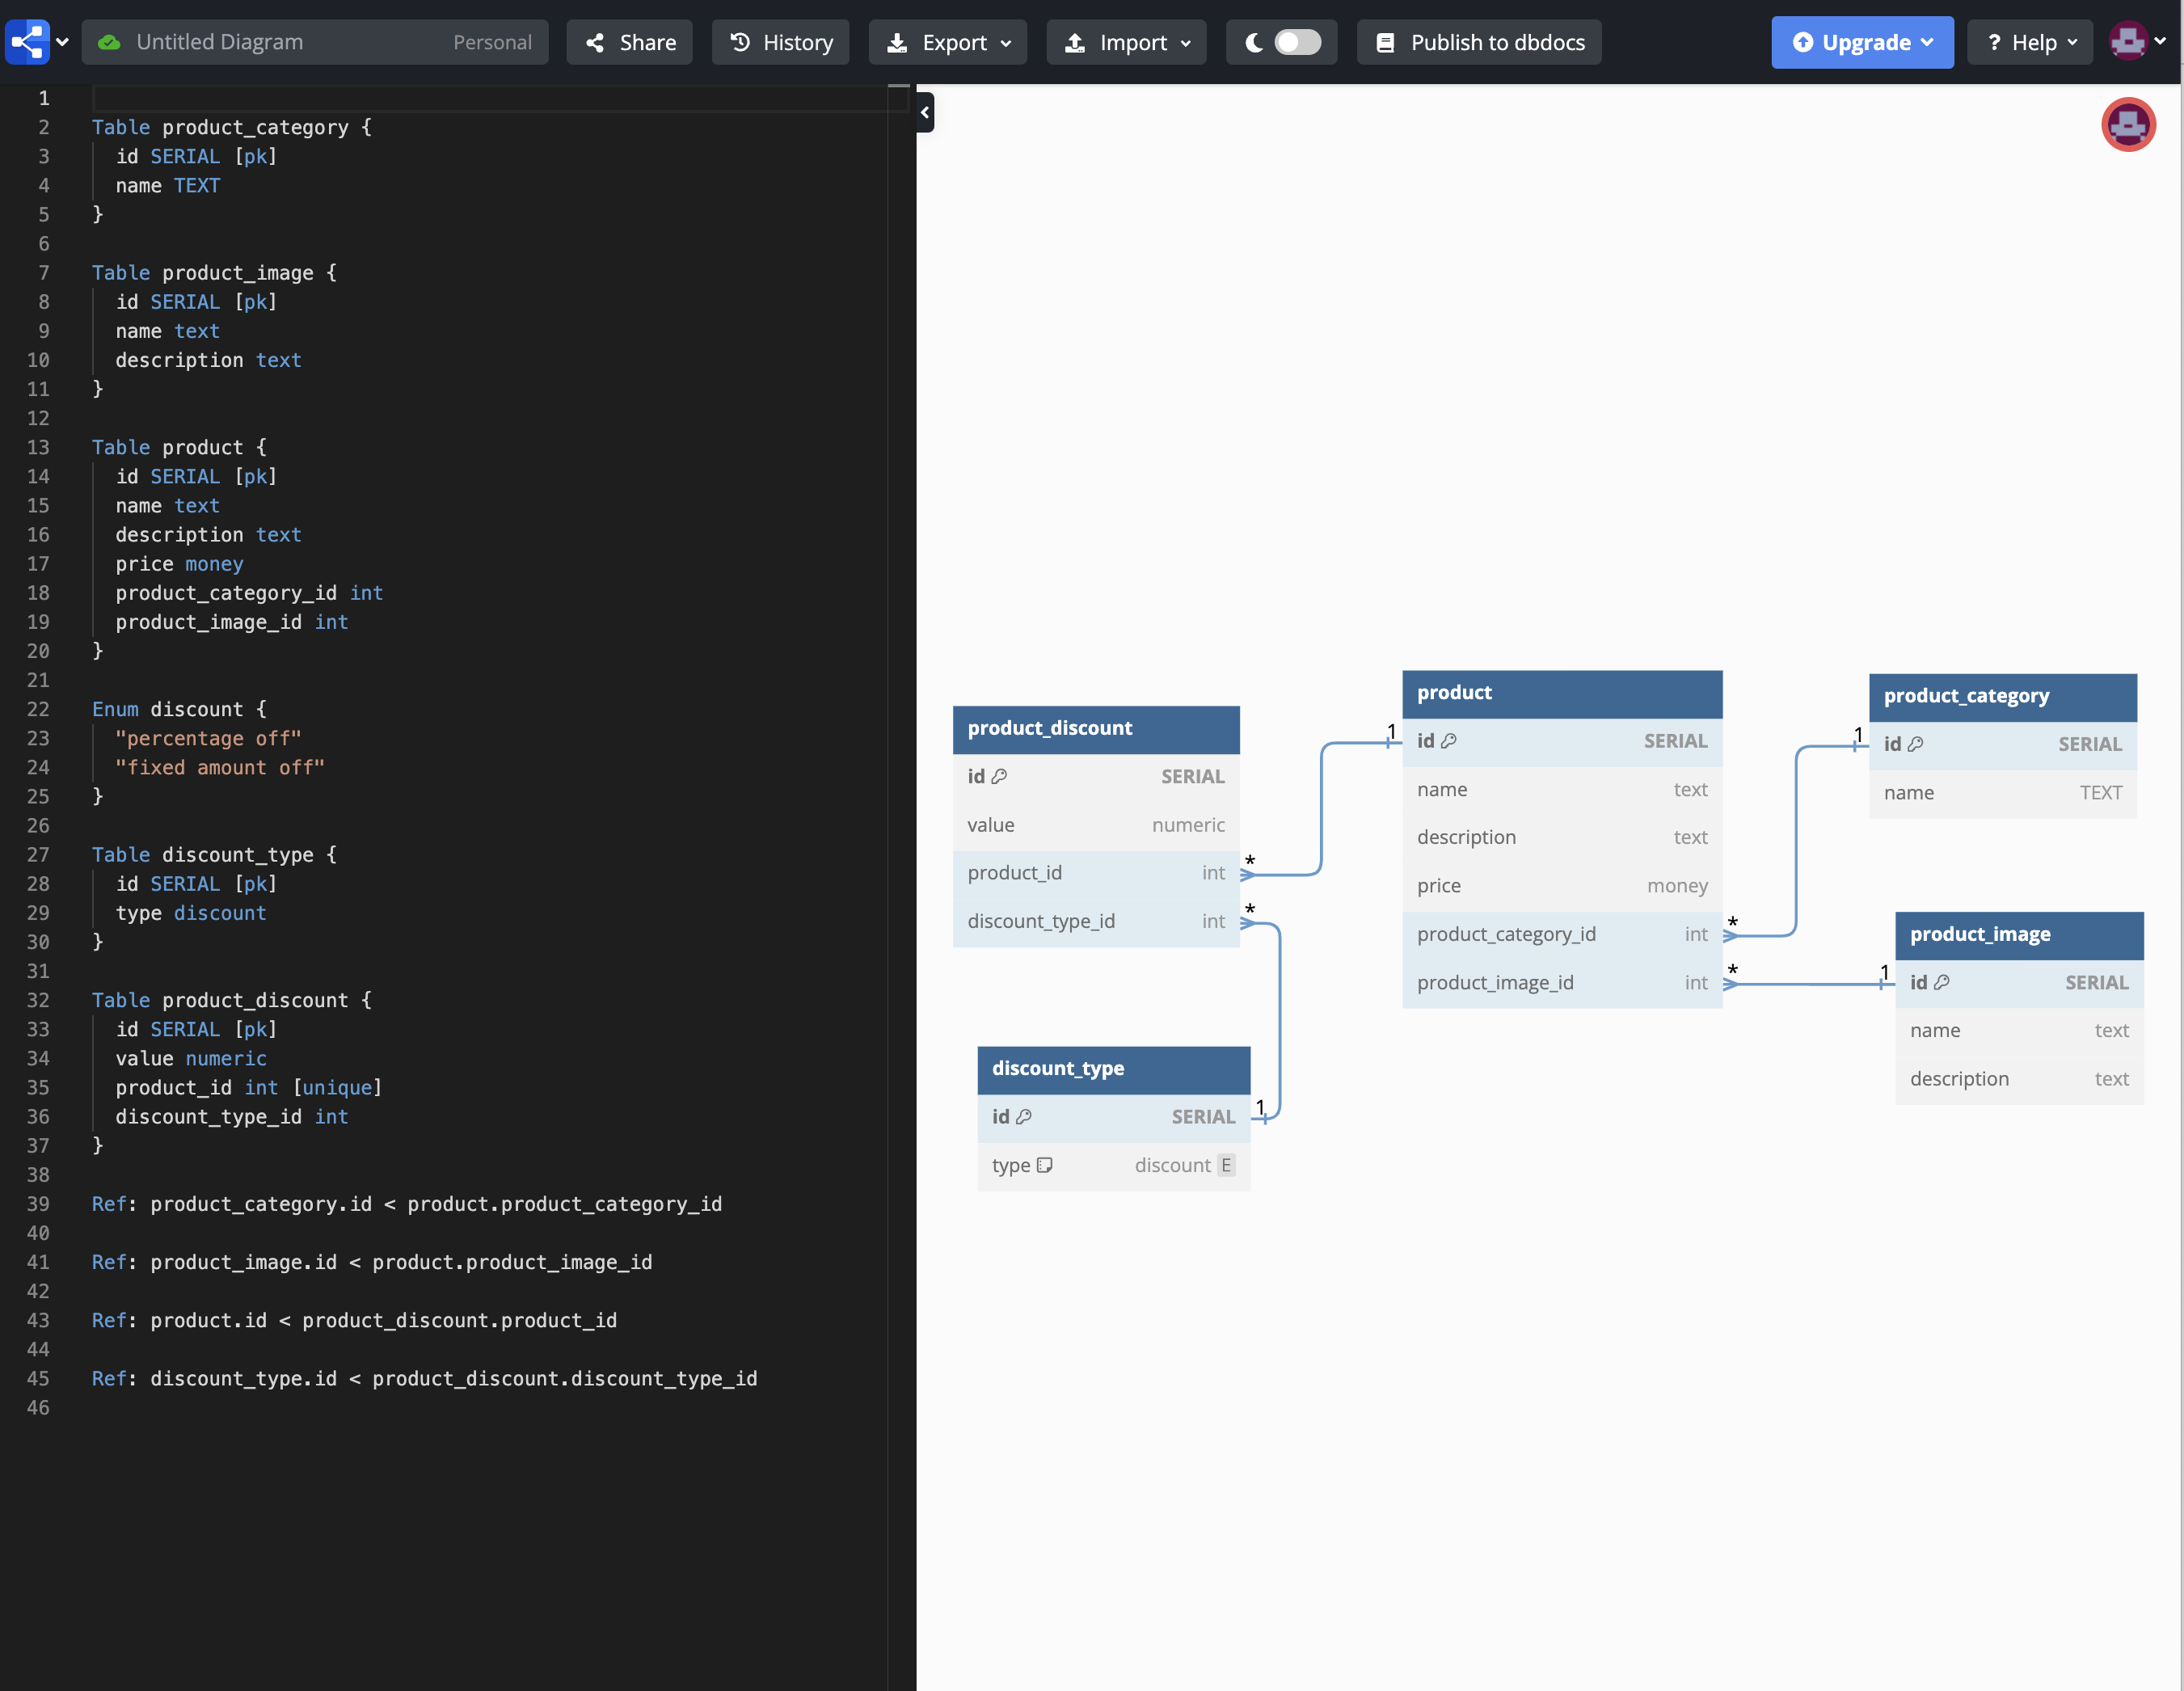 Untitled Diagram Personal Share History Export Import Publish to dbdocs Upgrade ? Help
1
2 Table product_category {
3 id SERIAL [pk]
4 name TEXT
5 }
6
7 Table product_image {
8 id SERIAL [pk]
9 name text
10 description text
11 }
12
13 Table product {
14 id SERIAL [pk]
15 name text
16 description text
17 price money
18 product_category_id int
19 product_image_id int
20 }
21
22 Enum discount {
23 "percentage off"
24 "fixed amount off"
25 }
26
27 Table discount_type {
28 id SERIAL [pk]
29 type discount
30 }
31
32 Table product_discount {
33 id SERIAL [pk]
34 value numeric
35 product_id int [unique]
36 discount_type_id int
37 }
38
39 Ref: product_category.id < product.product_category_id
40
41 Ref: product_image.id < product.product_image_id
42
43 Ref: product.id < product_discount.product_id
44
45 Ref: discount_type.id < product_discount.discount_type_id
46
product_discount
id SERIAL
value numeric
product_id int *
discount_type_id int *
discount_type
1
id SERIAL
type discount E
product
1
id SERIAL
name text
description text
price money
product_category_id int *
product_image_id int *
product_category
1
id SERIAL
name TEXT
product_image
1
id SERIAL
name text
description text